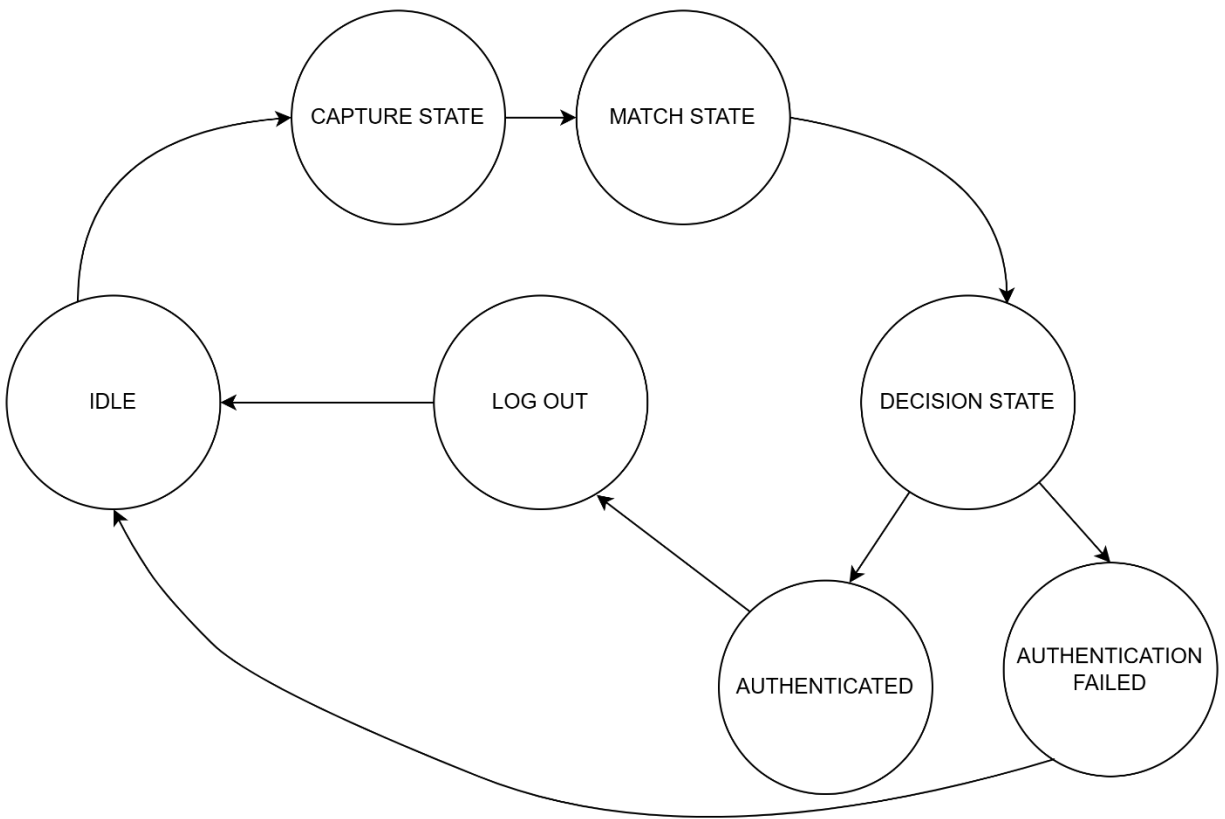 CAPTURE STATE
MATCH STATE
IDLE
LOG OUT
DECISION STATE
AUTHENTICATED
AUTHENTICATION
FAILED